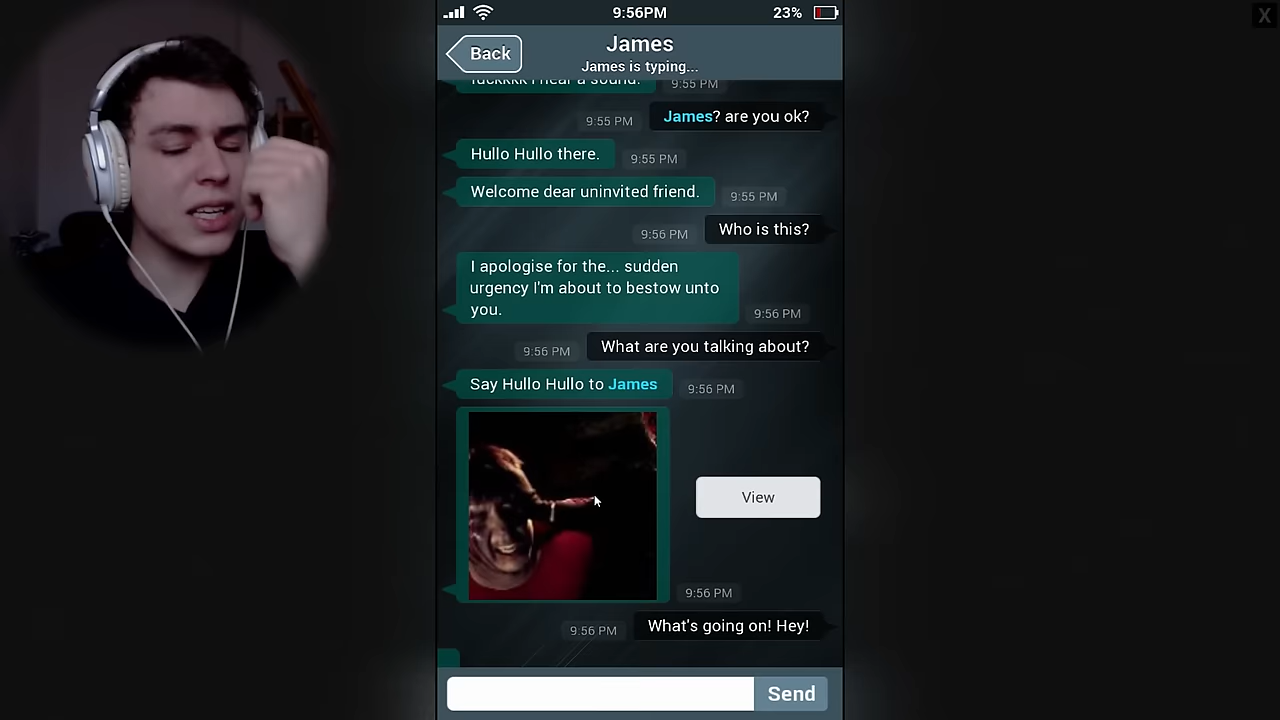 9:56PM
23%
X
Back
James
James is typing...
I hear a sound.
9:55 PM
James? are you ok?
9:55 PM
Hullo Hullo there.
9:55 PM
Welcome dear uninvited friend.
9:55 PM
Who is this?
9:56 PM
I apologise for the... sudden
urgency I'm about to bestow unto
you.
9:56 PM
What are you talking about?
9:56 PM
Say Hullo Hullo to James
9:56 PM
View
9:56 PM
What's going on! Hey!
9:56 PM
Send